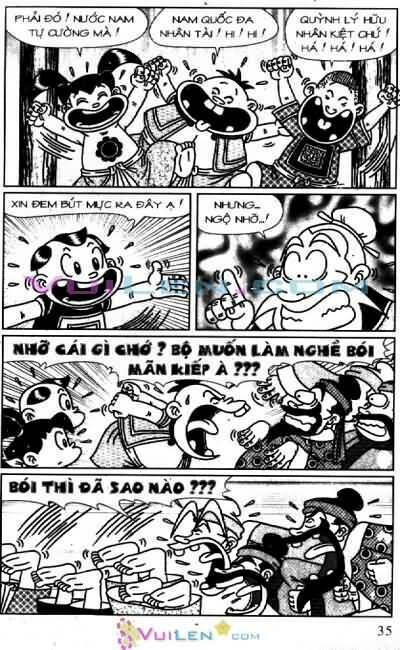 PHẢI ĐÓ! NƯỚC NAM
TỰ CƯỜNG MÀ!
NAM QUỐC ĐA
NHÂN TÀI! HI! HI!
QUỲNH LÝ HỮU
NHÂN KIỆT CHỨ!
HÁ! HÁ! HÁ!
XIN ĐEM BÚT MỰC RA ĐÂY Ạ!
NHƯNG...
NGỘ NHỠ...!
VUILEN.COM
NHỠ CÁI GÌ CHỚ? BỘ MUỐN LÀM NGHỀ BÓI
MÃN KIẾP À???
BÓI THÌ ĐÃ SAO NÀO???
35
VUILEN.COM